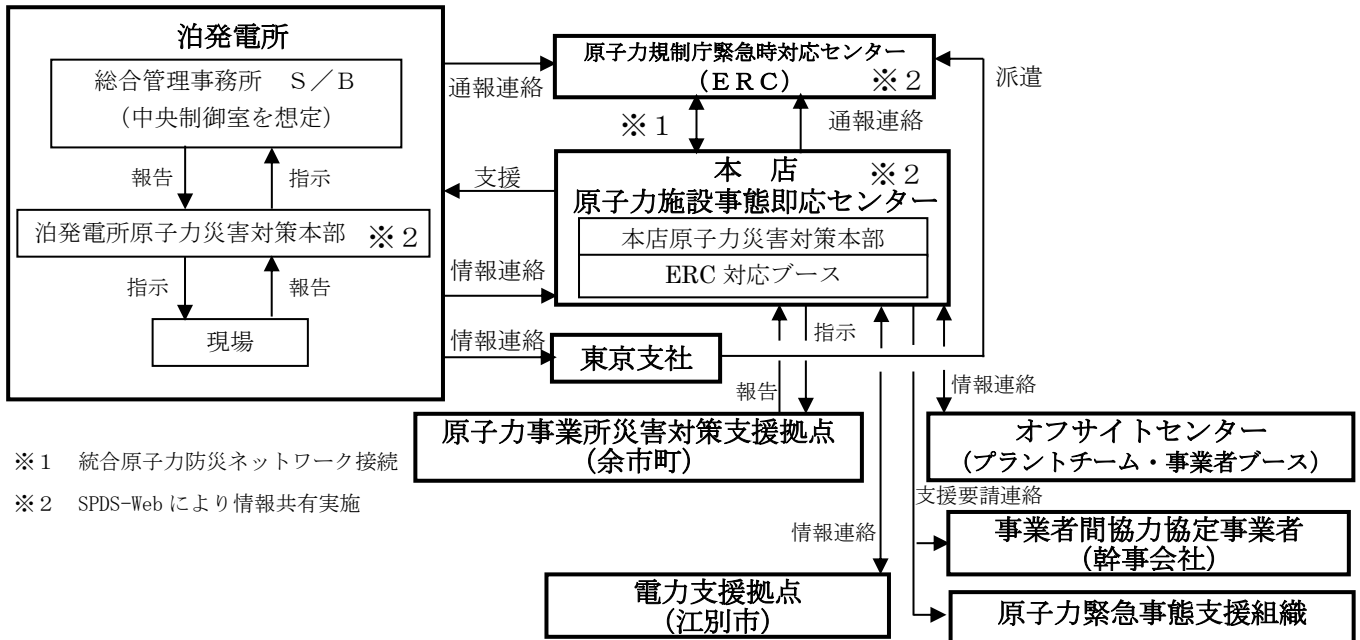 泊発電所
総合管理事務所 S/B
(中央制御室を想定)
報告
指示
泊発電所原子力災害対策本部 ※2
指示
報告
現場
通報連絡
原子力規制庁緊急時対応センター
(ERC) ※2
派遣
※1
通報連絡
支援
本 店 ※2
原子力施設事態即応センター
本店原子力災害対策本部
ERC 対応ブース
情報連絡
情報連絡
東京支社
指示
報告
情報連絡
原子力事業所災害対策支援拠点
(余市町)
オフサイトセンター
(プラントチーム・事業者ブース)
※1 統合原子力防災ネットワーク接続
※2 SPDS-Web により情報共有実施
支援要請連絡
情報連絡
事業者間協力協定事業者
(幹事会社)
電力支援拠点
(江別市)
原子力緊急事態支援組織